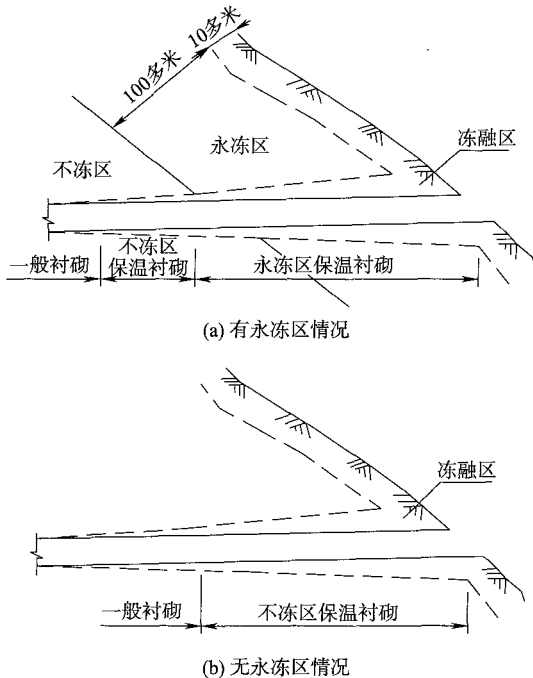 10多米
100多米
永冻区
冻融区
不冻区
不冻区
一般衬砌
保温衬砌
永冻区保温衬砌
(a) 有永冻区情况
冻融区
一般衬砌
不冻区保温衬砌
(b) 无永冻区情况